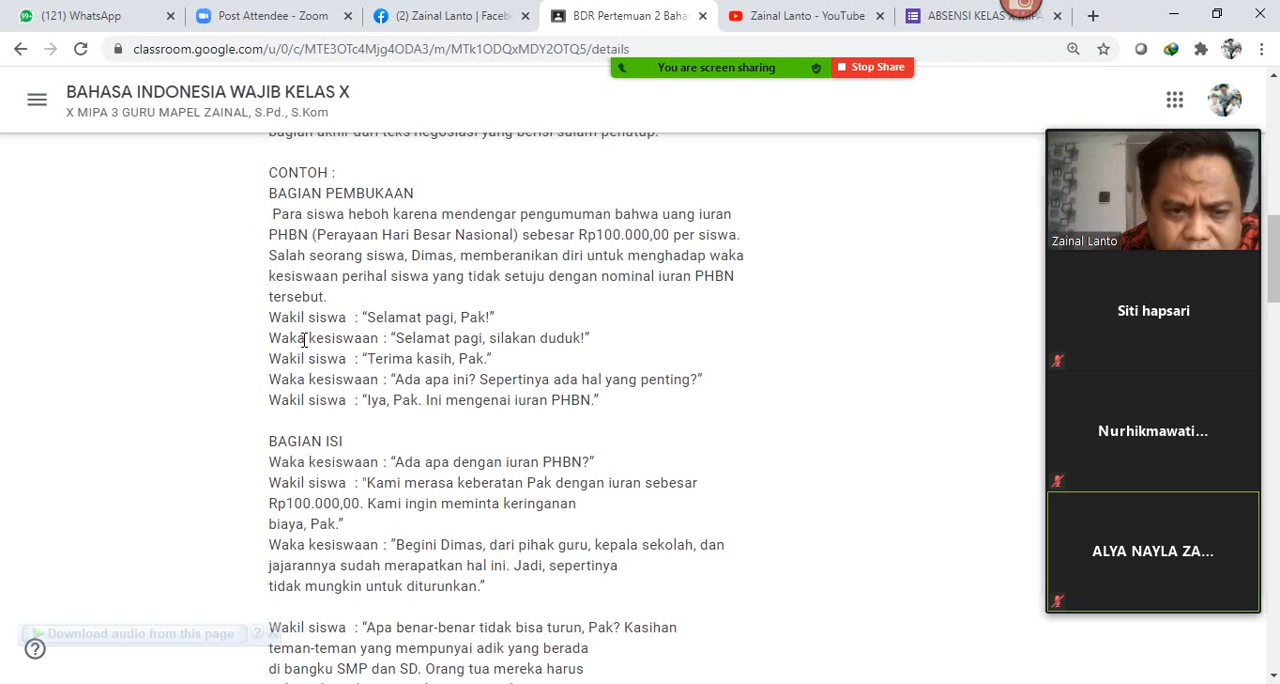 (121) WhatsApp
Post Attendee - Zoom
(2) Zainal Lanto | Faceb
BDR Pertemuan 2 Baha
Zainal Lanto - YouTube
ABSENSI KELAS X MIPA
classroom.google.com/u/0/c/MTE3OTc4Mjg4ODA3/m/MTk1ODQxMDY2OTQ5/details
You are screen sharing
Stop Share
BAHASA INDONESIA WAJIB KELAS X
X MIPA 3 GURU MAPEL ZAINAL, S.Pd., S.Kom
bagian akhir dari teks negosiasi yang berisi salam penutup.
CONTOH :
BAGIAN PEMBUKAAN
Para siswa heboh karena mendengar pengumuman bahwa uang iuran
PHBN (Perayaan Hari Besar Nasional) sebesar Rp100.000,00 per siswa.
Salah seorang siswa, Dimas, memberanikan diri untuk menghadap waka
kesiswaan perihal siswa yang tidak setuju dengan nominal iuran PHBN
tersebut.
Wakil siswa : “Selamat pagi, Pak!”
Waka kesiswaan : “Selamat pagi, silakan duduk!”
Wakil siswa : “Terima kasih, Pak.”
Waka kesiswaan : “Ada apa ini? Sepertinya ada hal yang penting?”
Wakil siswa : “Iya, Pak. Ini mengenai iuran PHBN.”
BAGIAN ISI
Waka kesiswaan : “Ada apa dengan iuran PHBN?”
Wakil siswa : "Kami merasa keberatan Pak dengan iuran sebesar
Rp100.000,00. Kami ingin meminta keringanan
biaya, Pak.”
Waka kesiswaan : ”Begini Dimas, dari pihak guru, kepala sekolah, dan
jajarannya sudah merapatkan hal ini. Jadi, sepertinya
tidak mungkin untuk diturunkan.”
Wakil siswa : “Apa benar-benar tidak bisa turun, Pak? Kasihan
teman-teman yang mempunyai adik yang berada
di bangku SMP dan SD. Orang tua mereka harus
Download audio from this page
Zainal Lanto
Siti hapsari
Nurhikmawati...
ALYA NAYLA ZA...